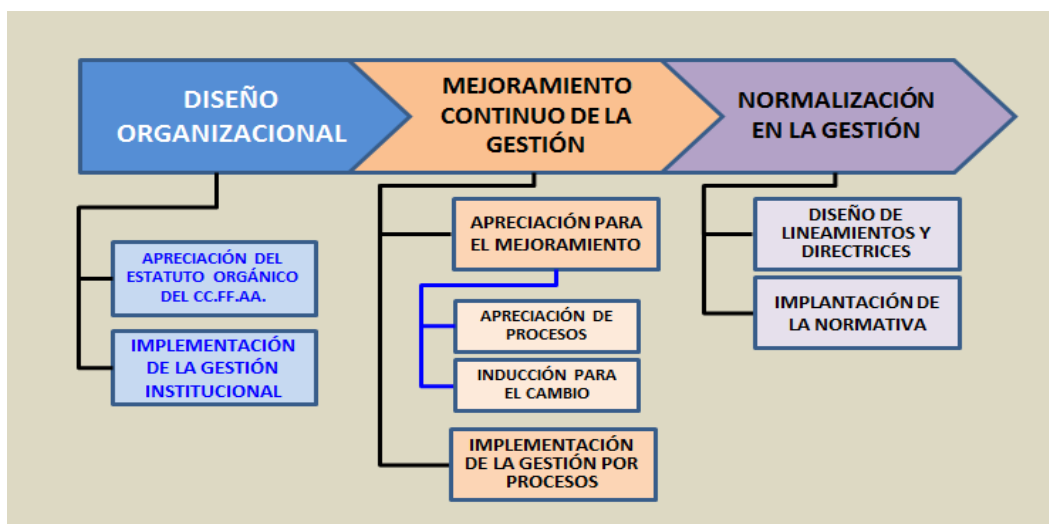 DISEÑO
ORGANIZACIONAL
MEJORAMIENTO
CONTINUO DE LA
GESTIÓN
NORMALIZACIÓN
EN LA GESTIÓN
APRECIACIÓN DEL
ESTATUTO ORGÁNICO
DEL CC.FF.AA.
IMPLEMENTACIÓN
DE LA GESTIÓN
INSTITUCIONAL
APRECIACIÓN PARA
EL MEJORAMIENTO
APRECIACIÓN DE
PROCESOS
INDUCCIÓN PARA
EL CAMBIO
IMPLEMENTACIÓN
DE LA GESTIÓN POR
PROCESOS
DISEÑO DE
LINEAMIENTOS Y
DIRECTRICES
IMPLANTACIÓN DE
LA NORMATIVA